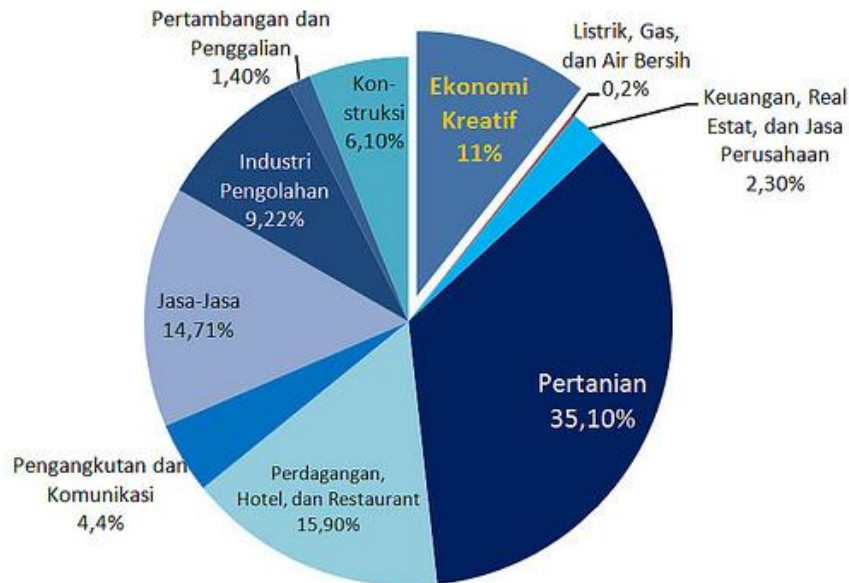 Ekonomi
Kreatif
11%
Listrik, Gas,
dan Air Bersih
0,2%
Keuangan, Real
Estat, dan Jasa
Perusahaan
2,30%
Pertanian
35,10%
Perdagangan,
Hotel, dan Restaurant
15,90%
Pengangkutan dan
Komunikasi
4,4%
Jasa-Jasa
14,71%
Industri
Pengolahan
9,22%
Pertambangan dan
Penggalian
1,40%
Kon-
struksi
6,10%